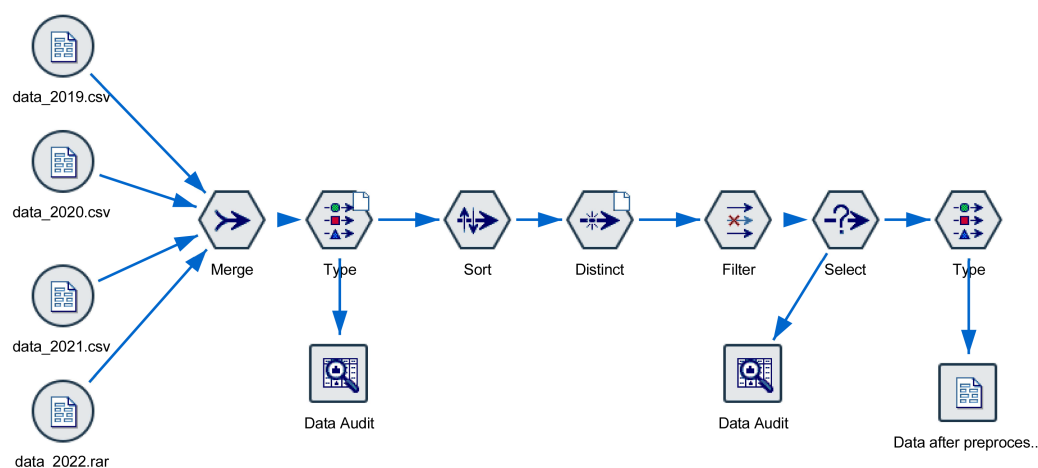 data_2019.csv
data_2020.csv
data_2021.csv
data_2022.rar
Merge
Type
Sort
Distinct
Filter
Select
Type
Data Audit
Data Audit
Data after preproces..